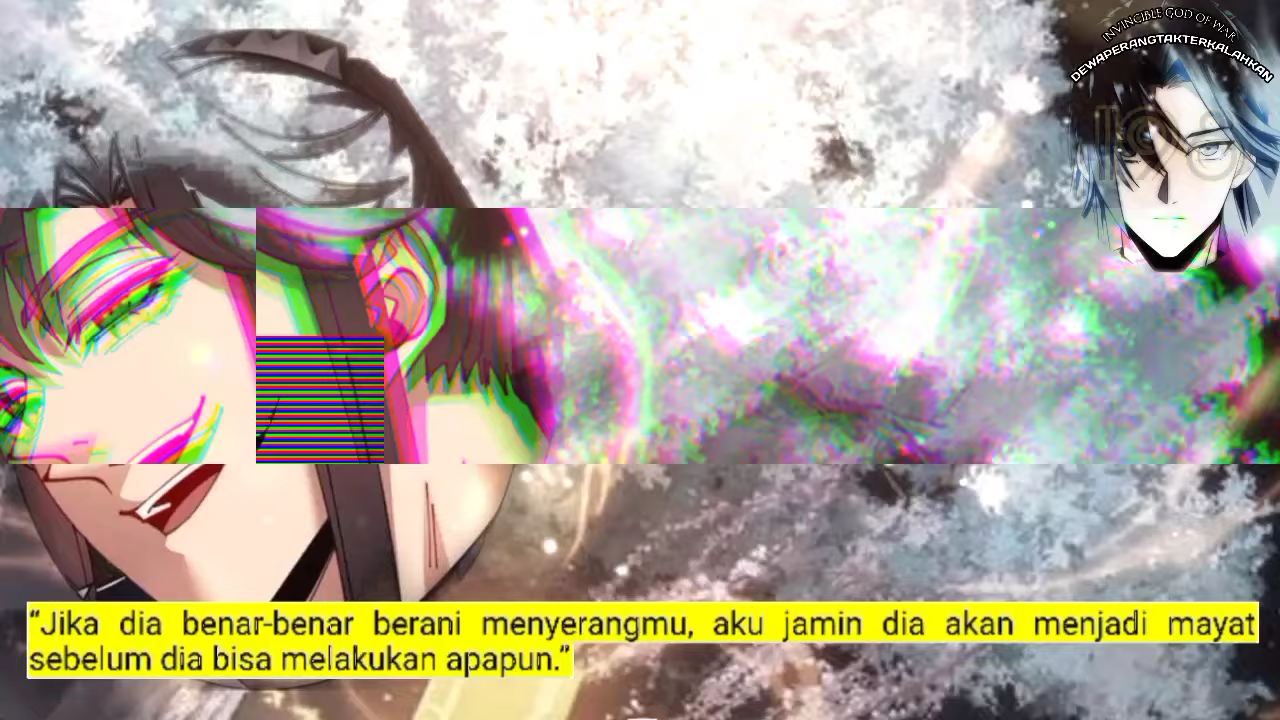 INVINCIBLE GOD OF WAR
DEWAPERANGTAKTERKALAHKAN
“Jika dia benar-benar berani menyerangmu, aku jamin dia akan menjadi mayat
sebelum dia bisa melakukan apapun.”